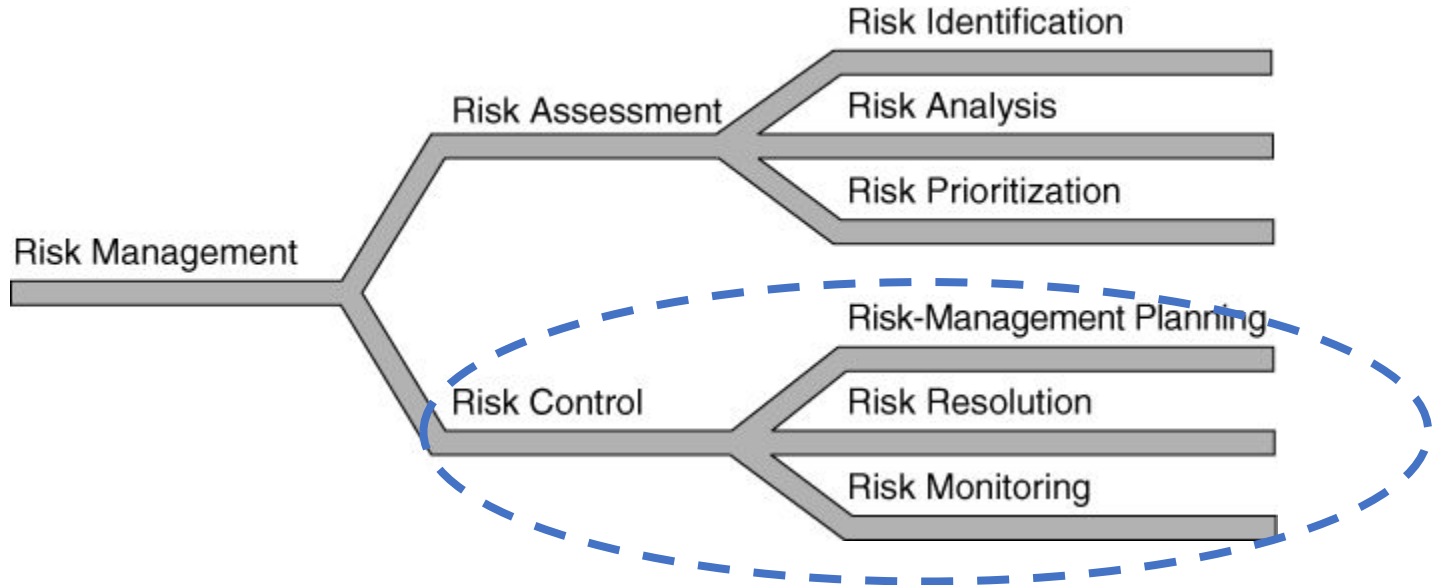 Risk Identification
Risk Assessment
Risk Analysis
Risk Prioritization
Risk Management
Risk-Management Planning
Risk Control
Risk Resolution
Risk Monitoring